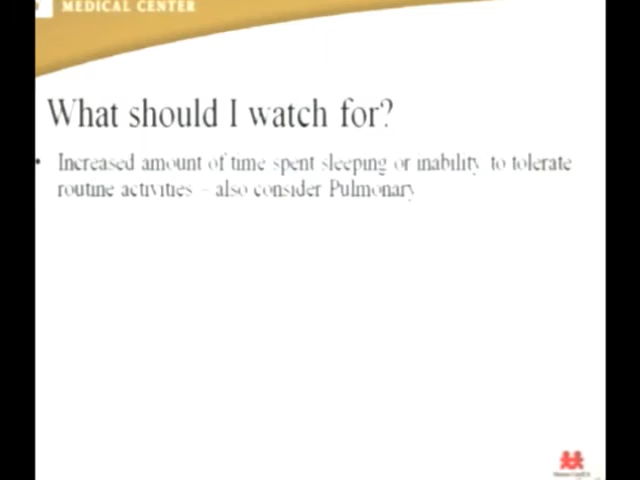 MEDICAL CENTER
What should I watch for?
• Increased amount of time spent sleeping or inability to tolerate
routine activities – also consider Pulmonary